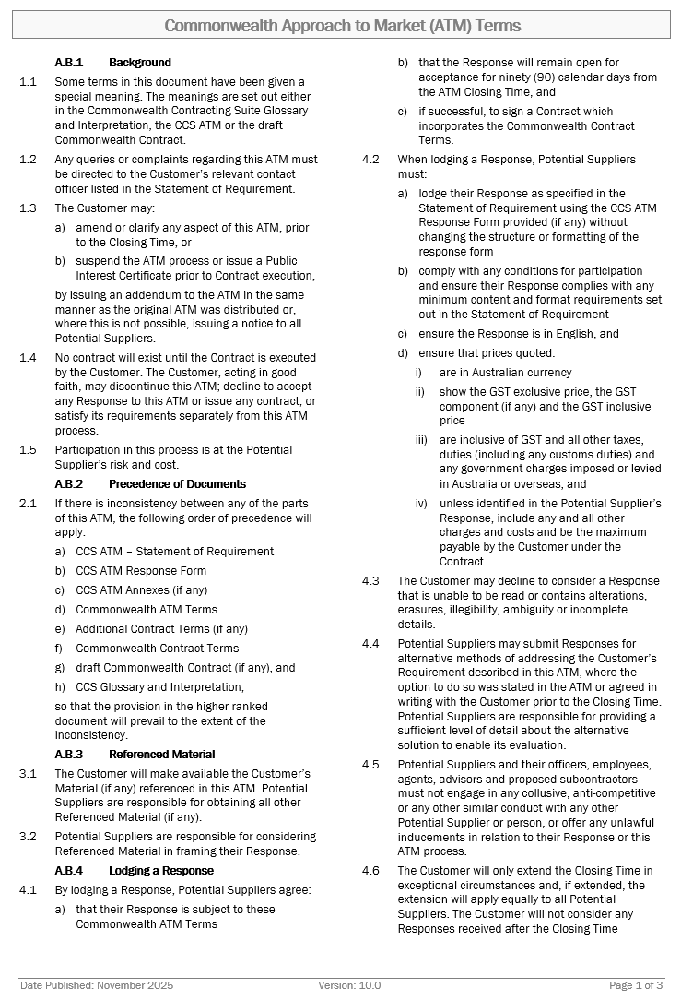 Commonwealth Approach to Market (ATM) Terms
A.B.1 Background
1.1 Some terms in this document have been given a
special meaning. The meanings are set out either
in the Commonwealth Contracting Suite Glossary
and Interpretation, the CCS ATM or the draft
Commonwealth Contract.
1.2 Any queries or complaints regarding this ATM must
be directed to the Customer's relevant contact
officer listed in the Statement of Requirement.
1.3 The Customer may:
a) amend or clarify any aspect of this ATM, prior
to the Closing Time, or
b) suspend the ATM process or issue a Public
Interest Certificate prior to Contract execution,
by issuing an addendum to the ATM in the same
manner as the original ATM was distributed or,
where this is not possible, issuing a notice to all
Potential Suppliers.
1.4 No contract will exist until the Contract is executed
by the Customer. The Customer, acting in good
faith, may discontinue this ATM; decline to accept
any Response to this ATM or issue any contract; or
satisfy its requirements separately from this ATM
process.
1.5 Participation in this process is at the Potential
Supplier's risk and cost.
A.B.2 Precedence of Documents
2.1 If there is inconsistency between any of the parts
of this ATM, the following order of precedence will
apply:
a) CCS ATM – Statement of Requirement
b) CCS ATM Response Form
c) CCS ATM Annexes (if any)
d) Commonwealth ATM Terms
e) Additional Contract Terms (if any)
f) Commonwealth Contract Terms
g) draft Commonwealth Contract (if any), and
h) CCS Glossary and Interpretation,
so that the provision in the higher ranked
document will prevail to the extent of the
inconsistency.
A.B.3 Referenced Material
3.1 The Customer will make available the Customer's
Material (if any) referenced in this ATM. Potential
Suppliers are responsible for obtaining all other
Referenced Material (if any).
3.2 Potential Suppliers are responsible for considering
Referenced Material in framing their Response.
A.B.4 Lodging a Response
4.1 By lodging a Response, Potential Suppliers agree:
a) that their Response is subject to these
Commonwealth ATM Terms
b) that the Response will remain open for
acceptance for ninety (90) calendar days from
the ATM Closing Time, and
c) if successful, to sign a Contract which
incorporates the Commonwealth Contract
Terms.
4.2 When lodging a Response, Potential Suppliers
must:
a) lodge their Response as specified in the
Statement of Requirement using the CCS ATM
Response Form provided (if any) without
changing the structure or formatting of the
response form
b) comply with any conditions for participation
and ensure their Response complies with any
minimum content and format requirements set
out in the Statement of Requirement
c) ensure the Response is in English, and
d) ensure that prices quoted:
i) are in Australian currency
ii) show the GST exclusive price, the GST
component (if any) and the GST inclusive
price
iii) are inclusive of GST and all other taxes,
duties (including any customs duties) and
any government charges imposed or levied
in Australia or overseas, and
iv) unless identified in the Potential Supplier's
Response, include any and all other
charges and costs and be the maximum
payable by the Customer under the
Contract.
4.3 The Customer may decline to consider a Response
that is unable to be read or contains alterations,
erasures, illegibility, ambiguity or incomplete
details.
4.4 Potential Suppliers may submit Responses for
alternative methods of addressing the Customer's
Requirement described in this ATM, where the
option to do so was stated in the ATM or agreed in
writing with the Customer prior to the Closing Time.
Potential Suppliers are responsible for providing a
sufficient level of detail about the alternative
solution to enable its evaluation.
4.5 Potential Suppliers and their officers, employees,
agents, advisors and proposed subcontractors
must not engage in any collusive, anti-competitive
or any other similar conduct with any other
Potential Supplier or person, or offer any unlawful
inducements in relation to their Response or this
ATM process.
4.6 The Customer will only extend the Closing Time in
exceptional circumstances and, if extended, the
extension will apply equally to all Potential
Suppliers. The Customer will not consider any
Responses received after the Closing Time
Date Published: November 2025 Version: 10.0 Page 1 of 3